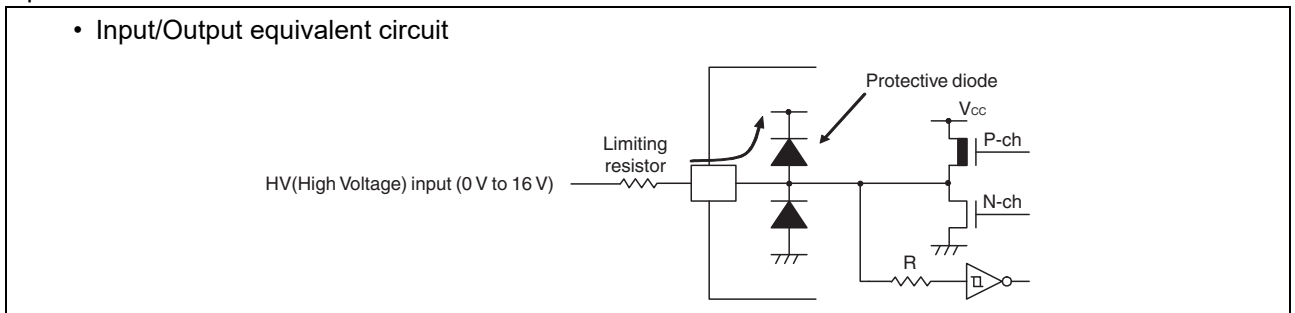 • Input/Output equivalent circuit
Protective diode
Vcc
P-ch
Limiting
resistor
HV(High Voltage) input (0 V to 16 V)
N-ch
R